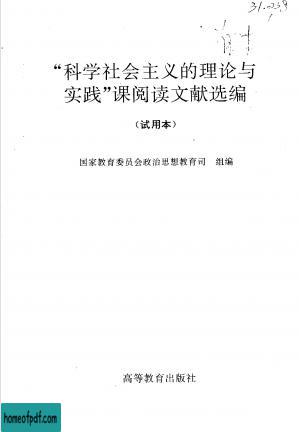 “科学社会主义的理论与
实践”课阅读文献选编
（试用本）
国家教育委员会政治思想教育司 组编
高等教育出版社
homeofpdf.com